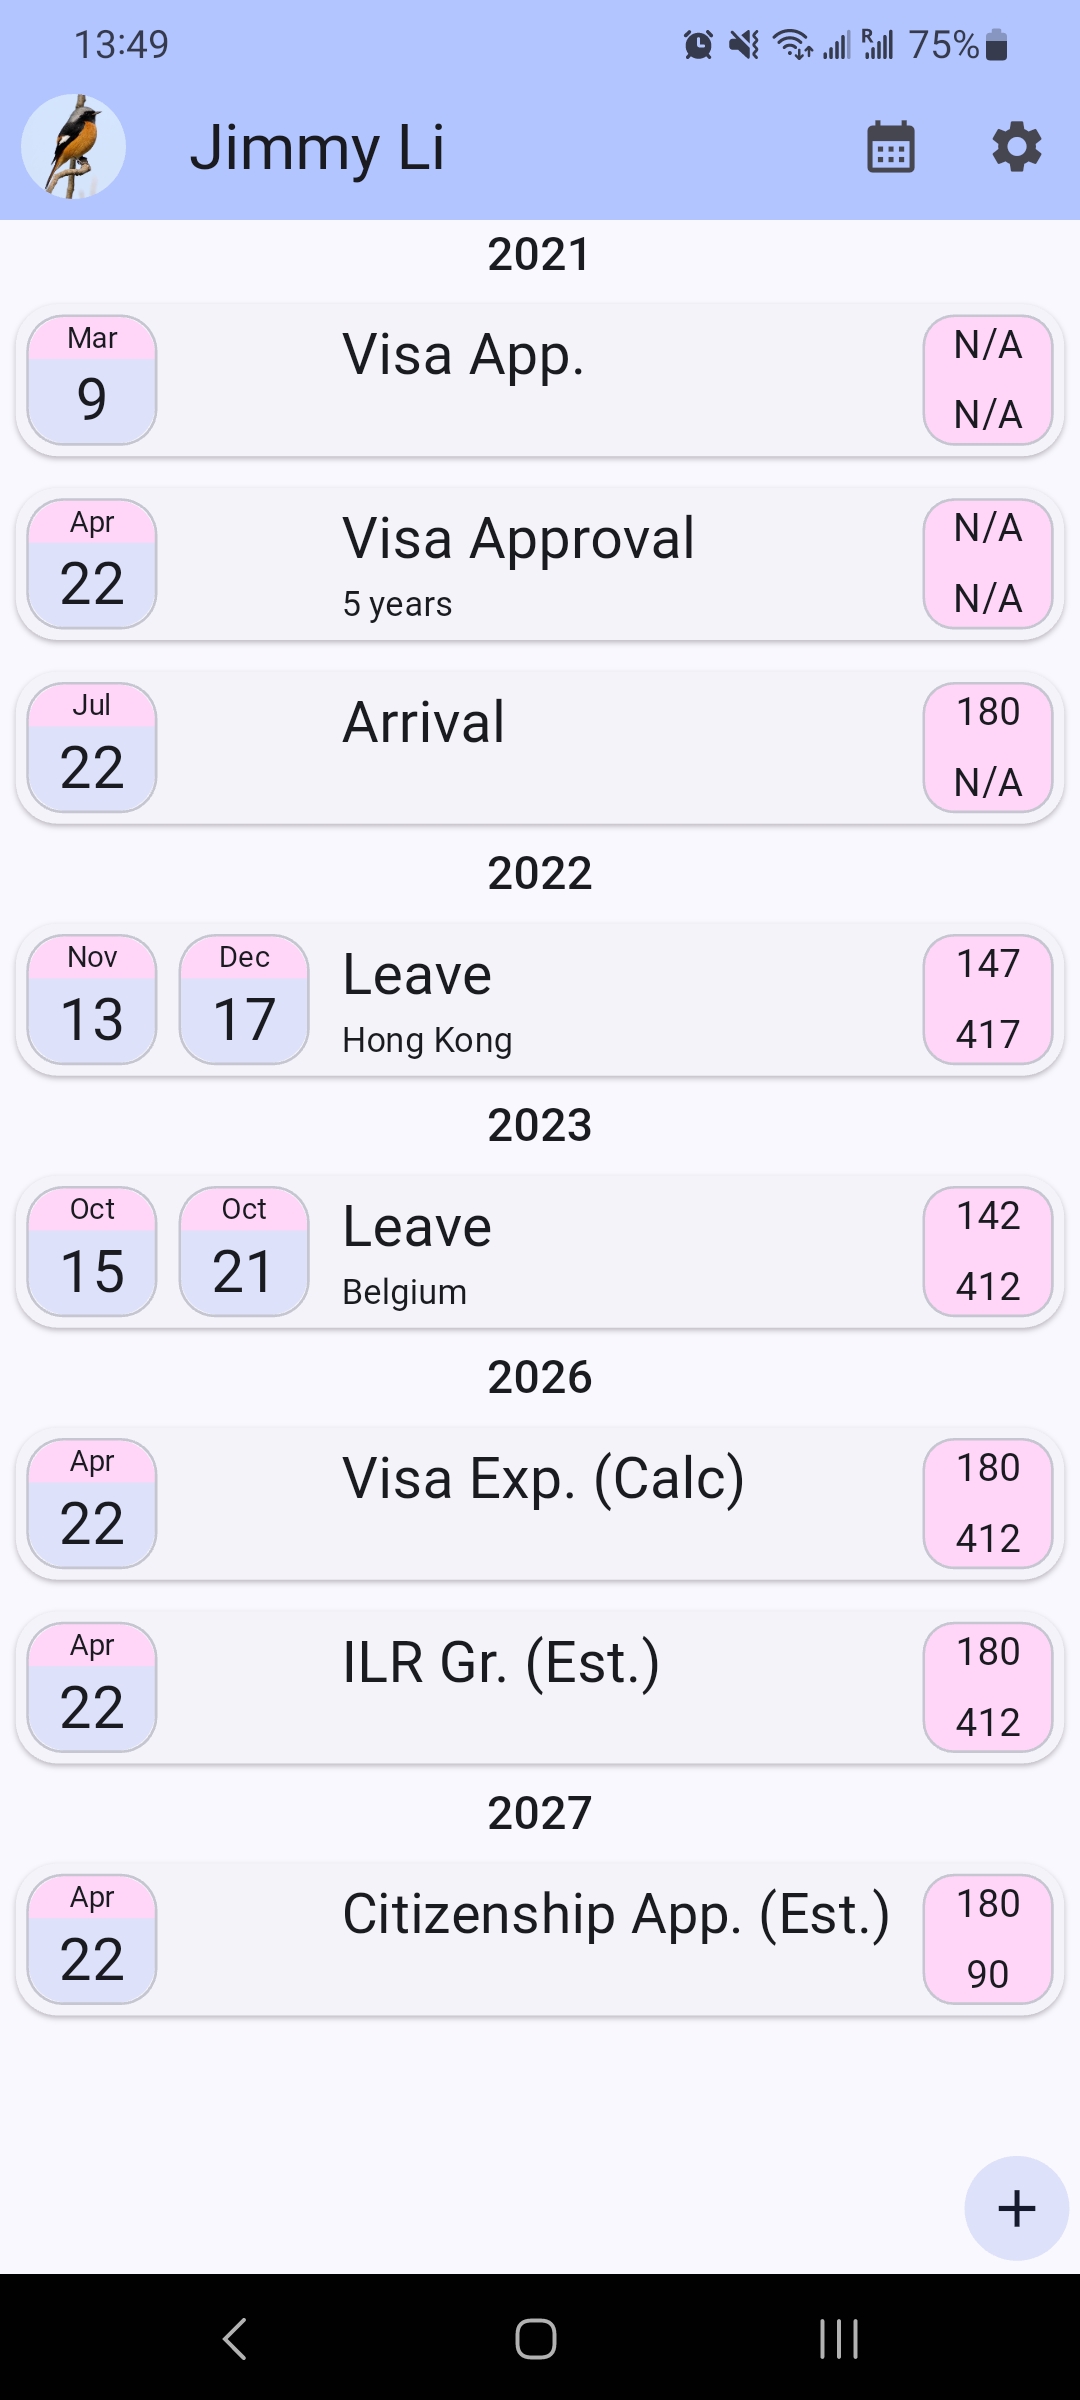 13:49
R
75%
Jimmy Li
2021
Mar
9
Visa App.
N/A
N/A
Apr
22
Visa Approval
5 years
N/A
N/A
Jul
22
Arrival
180
N/A
2022
Nov
13
Dec
17
Leave
Hong Kong
147
417
2023
Oct
15
Oct
21
Leave
Belgium
142
412
2026
Apr
22
Visa Exp. (Calc)
180
412
Apr
22
ILR Gr. (Est.)
180
412
2027
Apr
22
Citizenship App. (Est.)
180
90